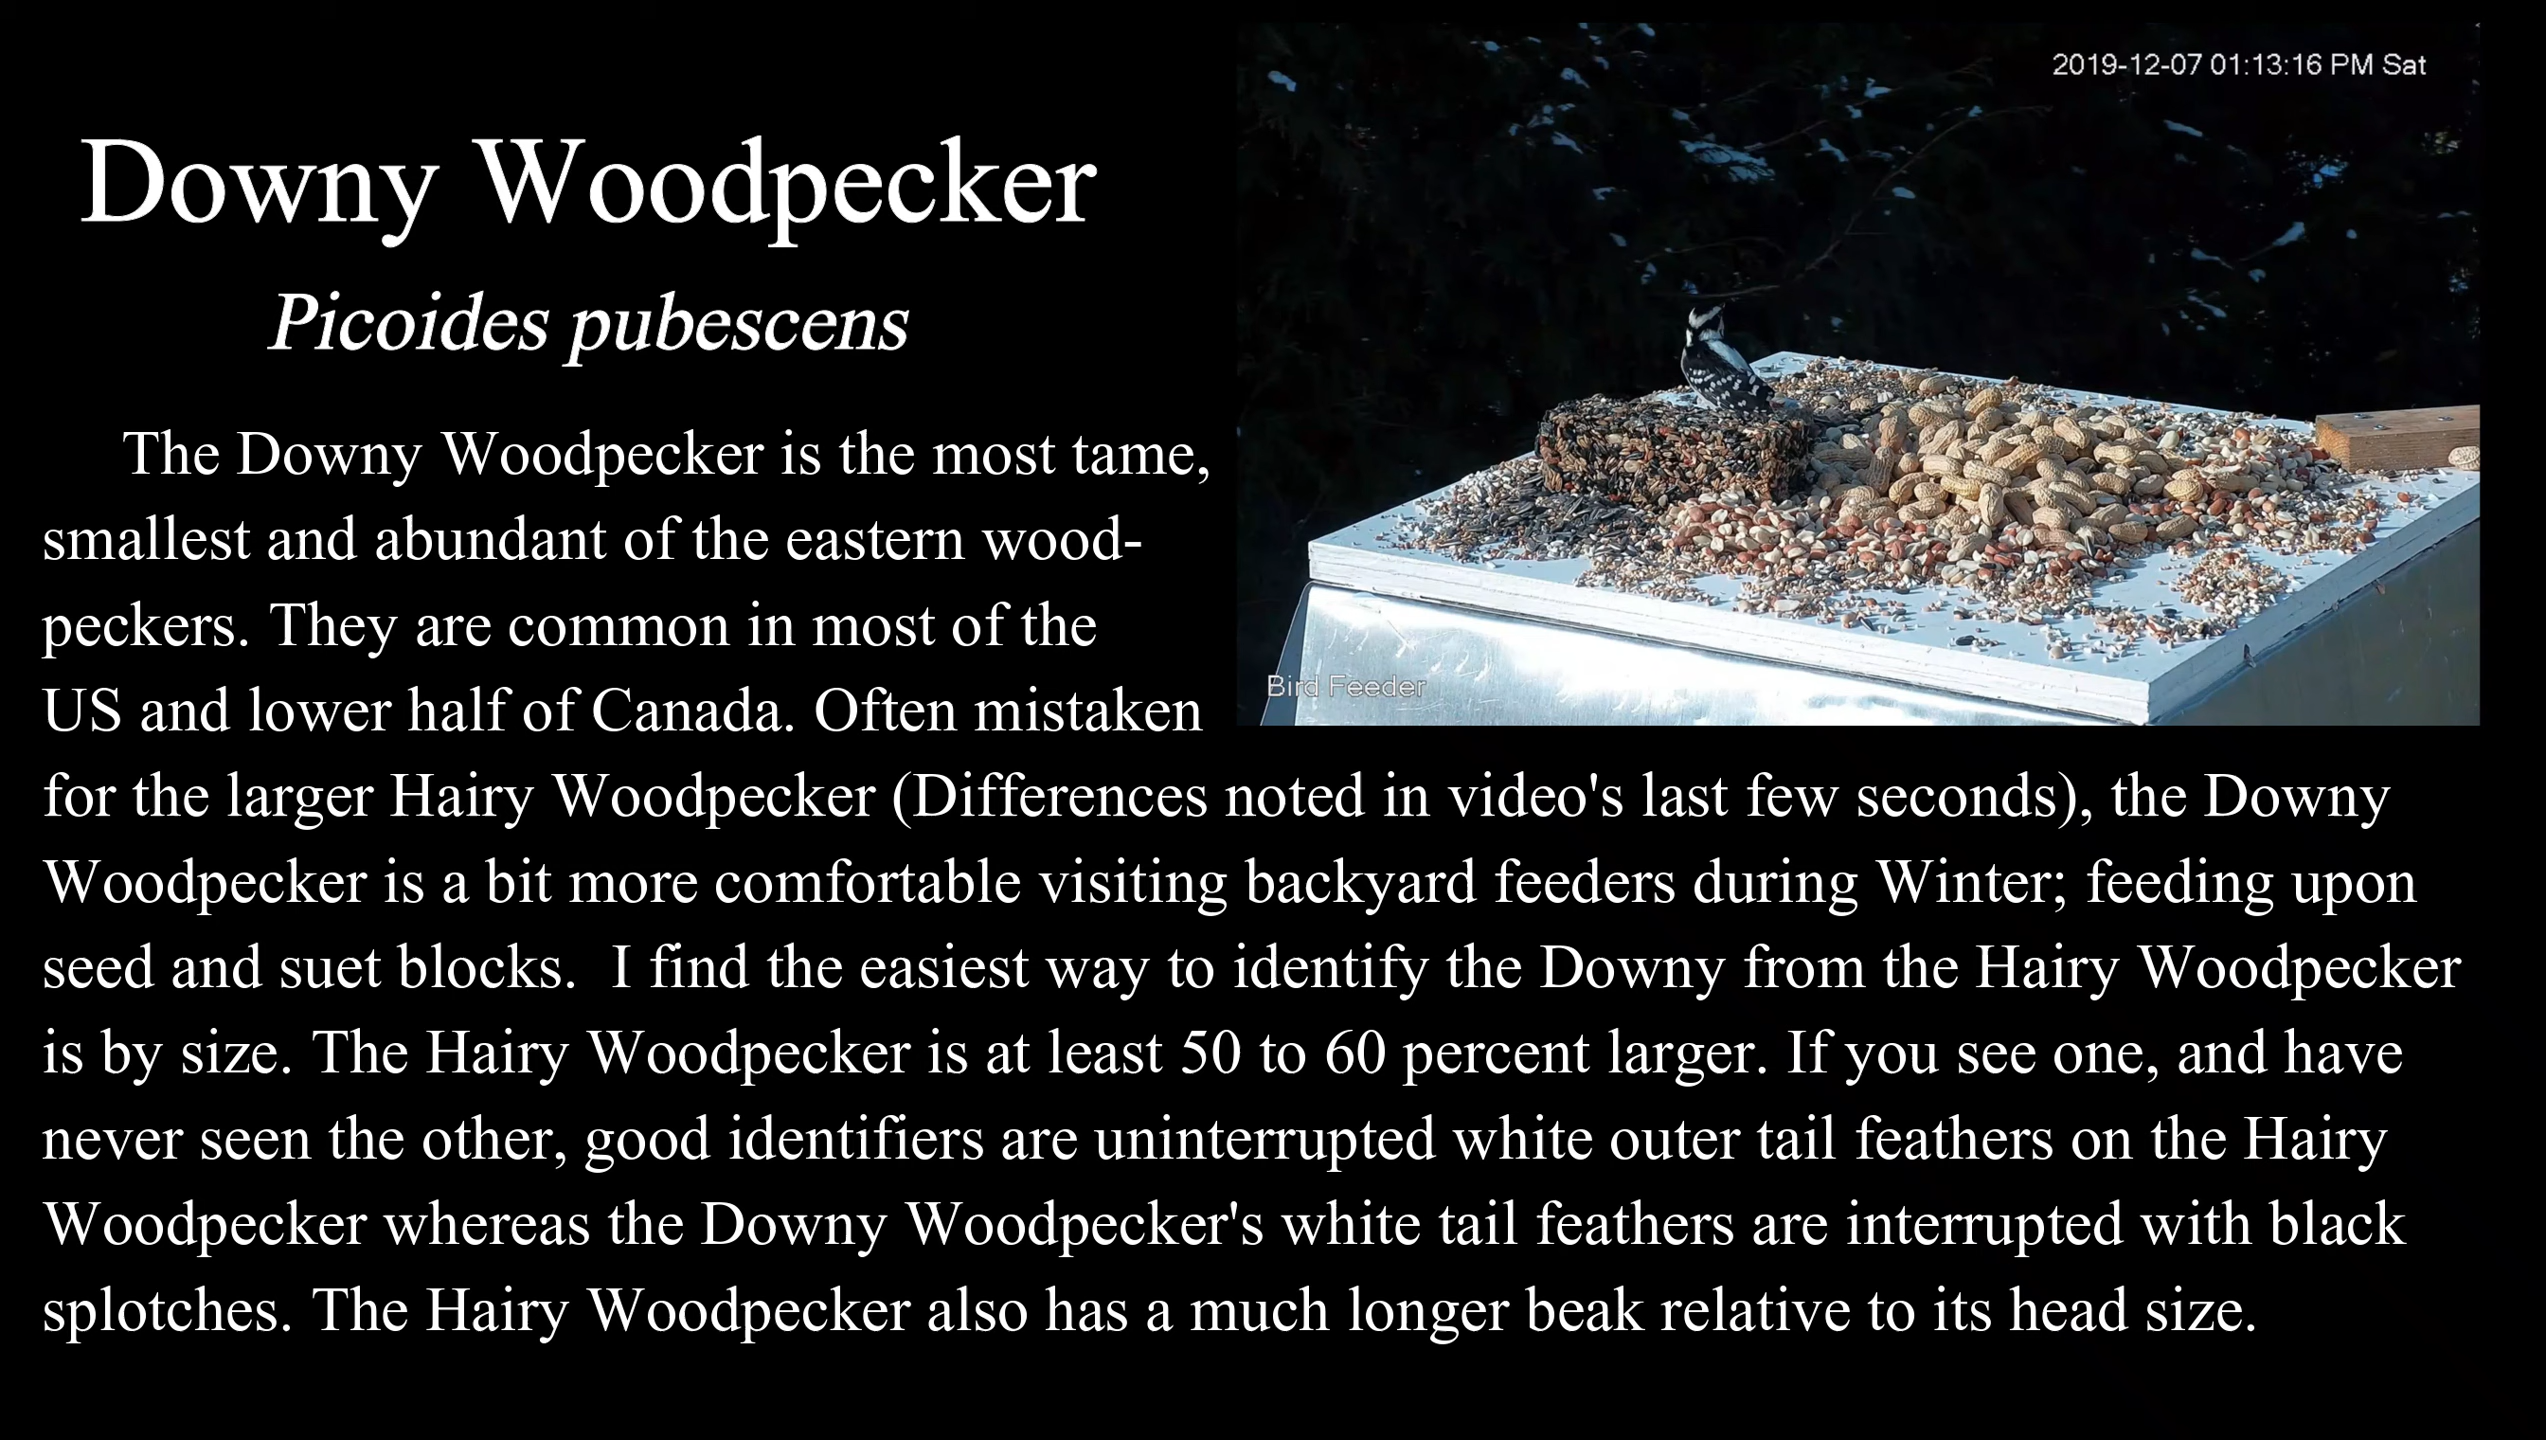 2019-12-07 01:13:16 PM Sat
Downy Woodpecker
Picoides pubescens
The Downy Woodpecker is the most tame,
smallest and abundant of the eastern wood-
peckers. They are common in most of the
US and lower half of Canada. Often mistaken
Bird Feeder
for the larger Hairy Woodpecker (Differences noted in video's last few seconds), the Downy
Woodpecker is a bit more comfortable visiting backyard feeders during Winter; feeding upon
seed and suet blocks.  I find the easiest way to identify the Downy from the Hairy Woodpecker
is by size. The Hairy Woodpecker is at least 50 to 60 percent larger. If you see one, and have
never seen the other, good identifiers are uninterrupted white outer tail feathers on the Hairy
Woodpecker whereas the Downy Woodpecker's white tail feathers are interrupted with black
splotches. The Hairy Woodpecker also has a much longer beak relative to its head size.